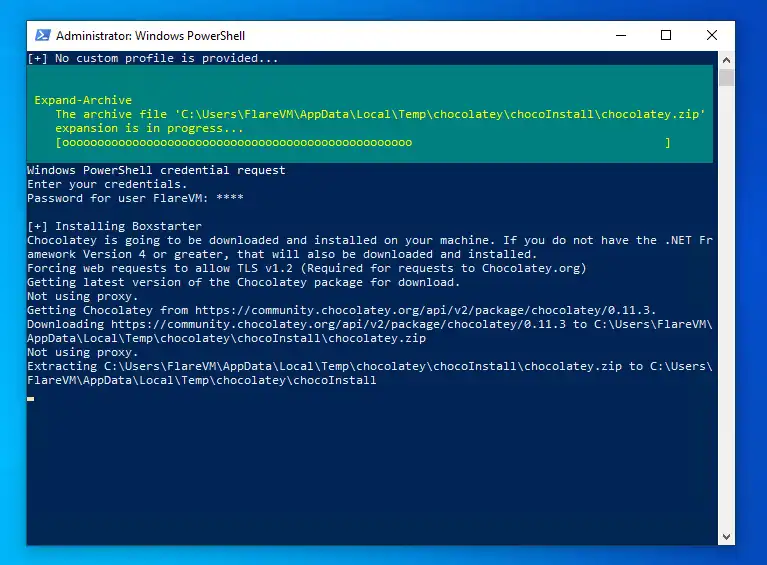 Administrator: Windows PowerShell
[+] No custom profile is provided...
Expand-Archive
The archive file 'C:\Users\FlareVM\AppData\Local\Temp\chocolatey\chocoInstall\chocolatey.zip'
expansion is in progress...
[oooooooooooooooooooooooooooooooooooooooooooooooooo                                    ]
Windows PowerShell credential request
Enter your credentials.
Password for user FlareVM: ****
[+] Installing Boxstarter
Chocolatey is going to be downloaded and installed on your machine. If you do not have the .NET Fr
amework Version 4 or greater, that will also be downloaded and installed.
Forcing web requests to allow TLS v1.2 (Required for requests to Chocolatey.org)
Getting latest version of the Chocolatey package for download.
Not using proxy.
Getting Chocolatey from https://community.chocolatey.org/api/v2/package/chocolatey/0.11.3.
Downloading https://community.chocolatey.org/api/v2/package/chocolatey/0.11.3 to C:\Users\FlareVM\
AppData\Local\Temp\chocolatey\chocoInstall\chocolatey.zip
Not using proxy.
Extracting C:\Users\FlareVM\AppData\Local\Temp\chocolatey\chocoInstall\chocolatey.zip to C:\Users\
FlareVM\AppData\Local\Temp\chocolatey\chocoInstall